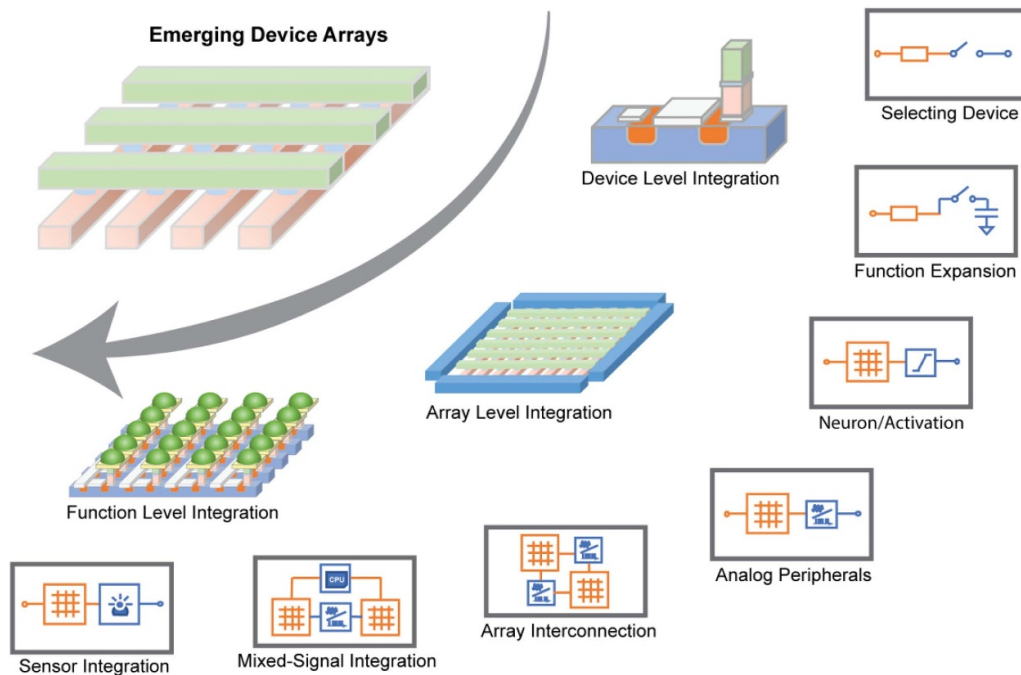 Emerging Device Arrays
Selecting Device
Device Level Integration
Function Expansion
Array Level Integration
Neuron/Activation
Function Level Integration
Analog Peripherals
Array Interconnection
CPU
Sensor Integration
Mixed-Signal Integration